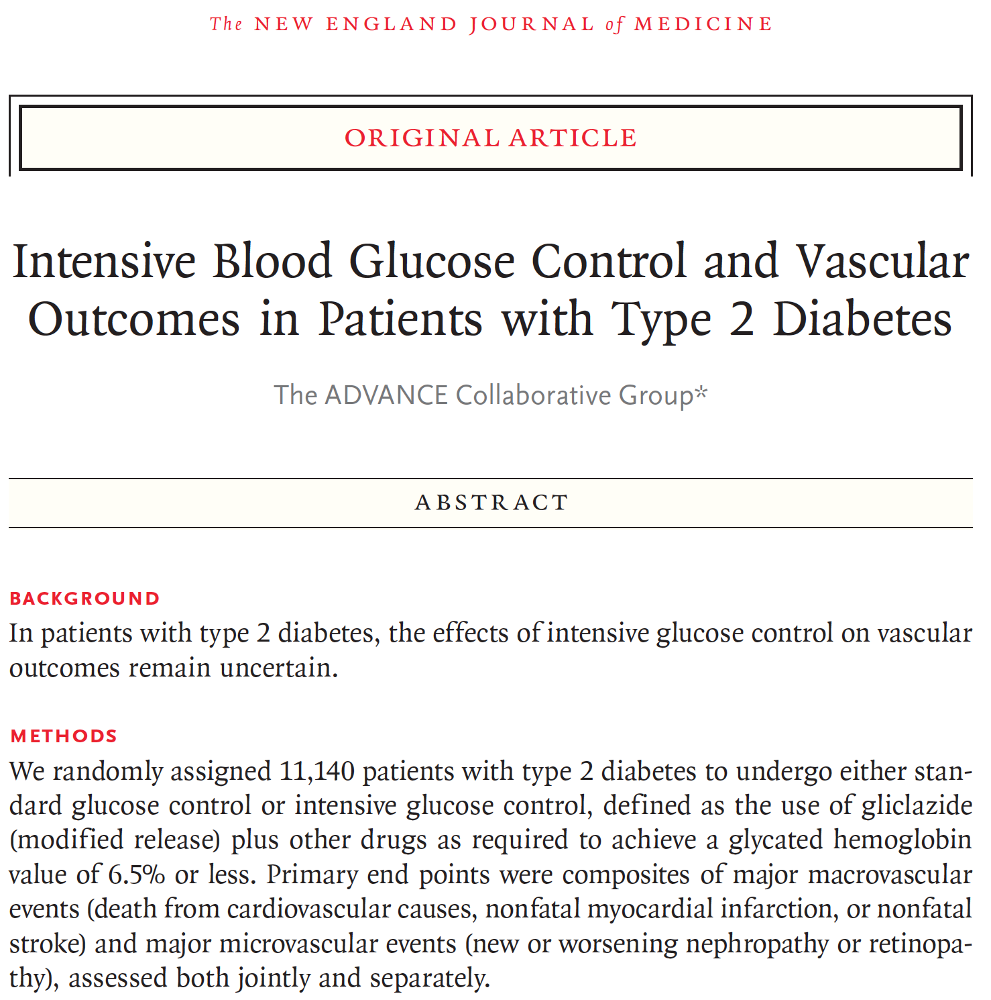 The NEW ENGLAND JOURNAL of MEDICINE
ORIGINAL ARTICLE
Intensive Blood Glucose Control and Vascular
Outcomes in Patients with Type 2 Diabetes
The ADVANCE Collaborative Group*
ABSTRACT
BACKGROUND
In patients with type 2 diabetes, the effects of intensive glucose control on vascular
outcomes remain uncertain.
METHODS
We randomly assigned 11,140 patients with type 2 diabetes to undergo either stan-
dard glucose control or intensive glucose control, defined as the use of gliclazide
(modified release) plus other drugs as required to achieve a glycated hemoglobin
value of 6.5% or less. Primary end points were composites of major macrovascular
events (death from cardiovascular causes, nonfatal myocardial infarction, or nonfatal
stroke) and major microvascular events (new or worsening nephropathy or retinopa-
thy), assessed both jointly and separately.